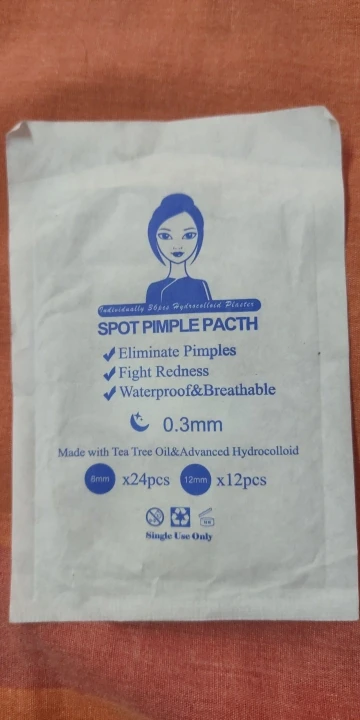 Individually 36pcs Hydrocolloid Plaster
SPOT PIMPLE PACTH
Eliminate Pimples
Fight Redness
Waterproof&Breathable
0.3mm
Made with Tea Tree Oil&Advanced Hydrocolloid
8mm x24pcs 12mm x12pcs
Single Use Only